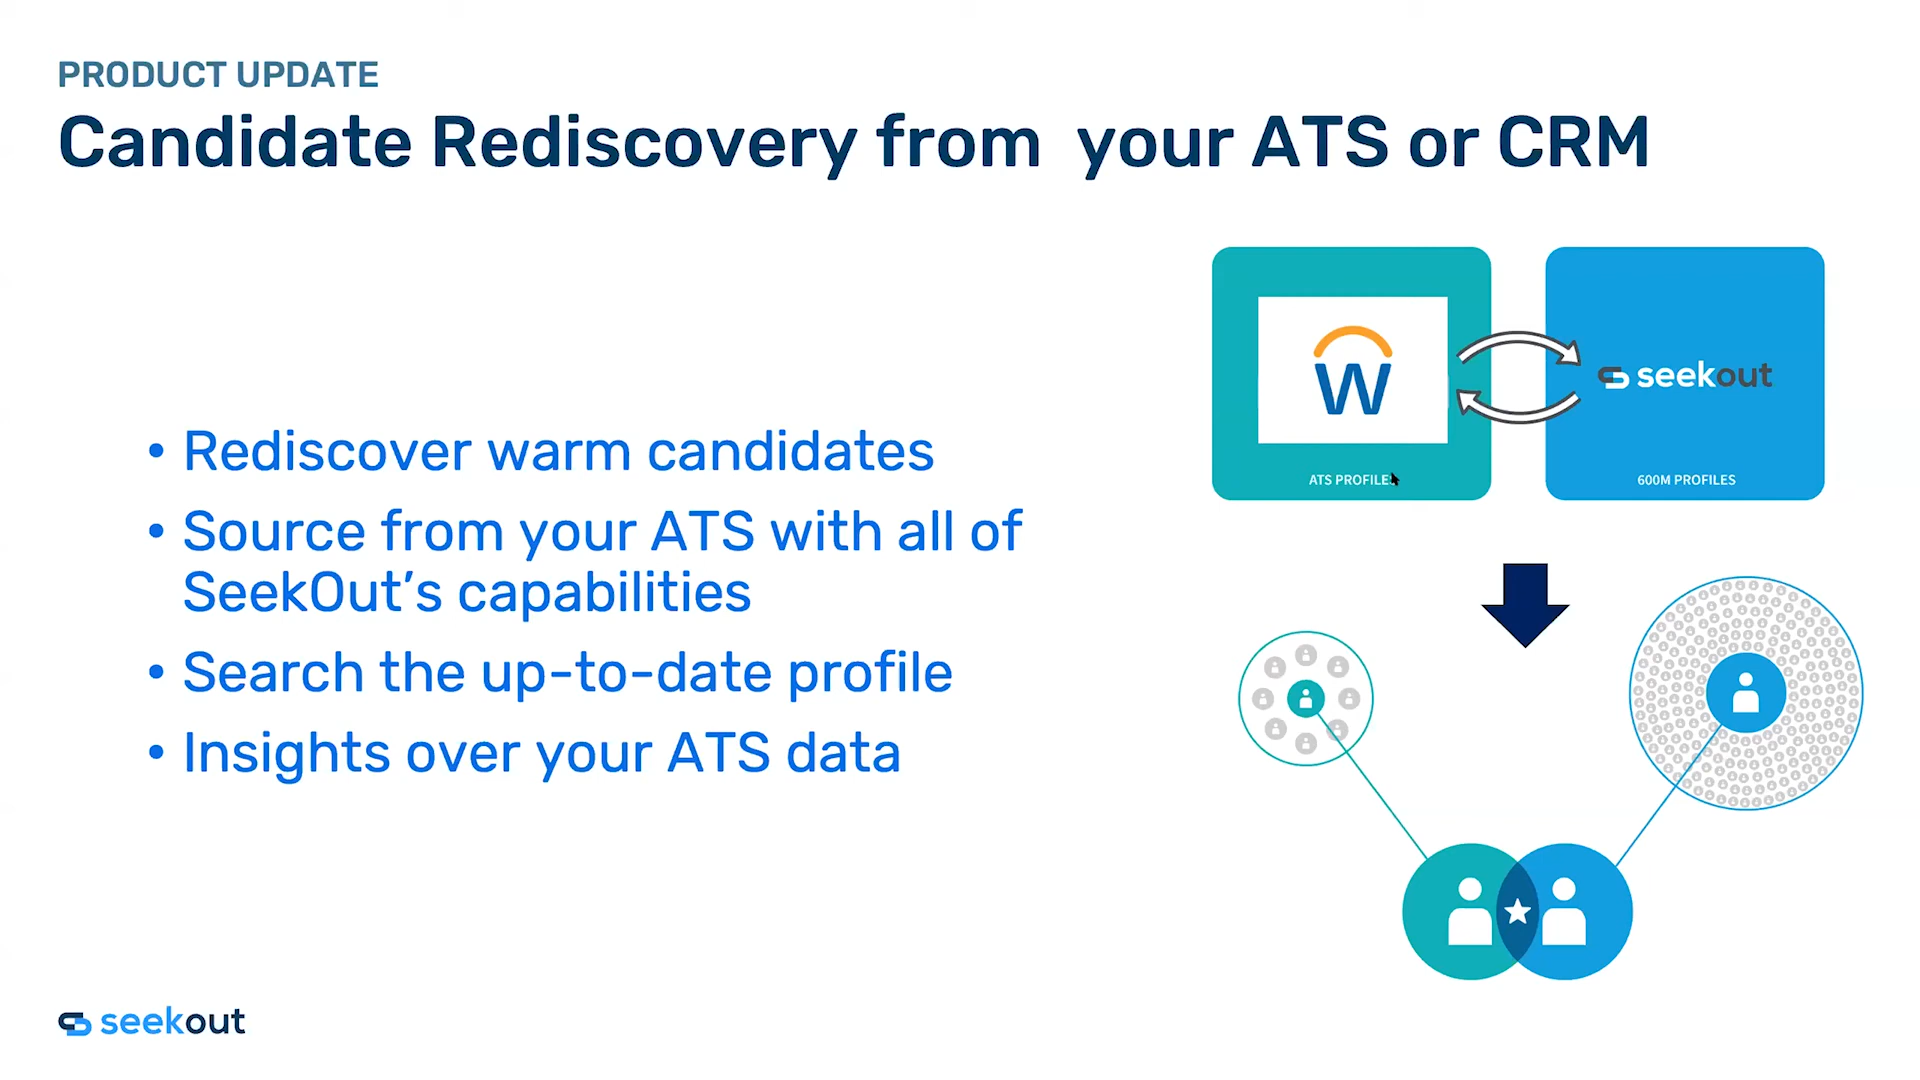 PRODUCT UPDATE
Candidate Rediscovery from  your ATS or CRM
• Rediscover warm candidates
• Source from your ATS with all of
SeekOut’s capabilities
• Search the up-to-date profile
• Insights over your ATS data
W
ATS PROFILES
seekout
600M PROFILES
seekout